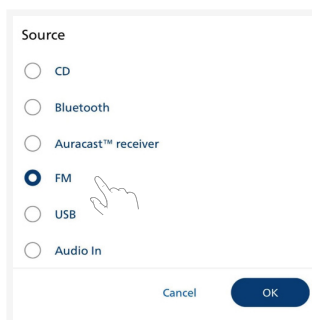 Source
CD
Bluetooth
Auracast™ receiver
FM
USB
Audio In
Cancel OK